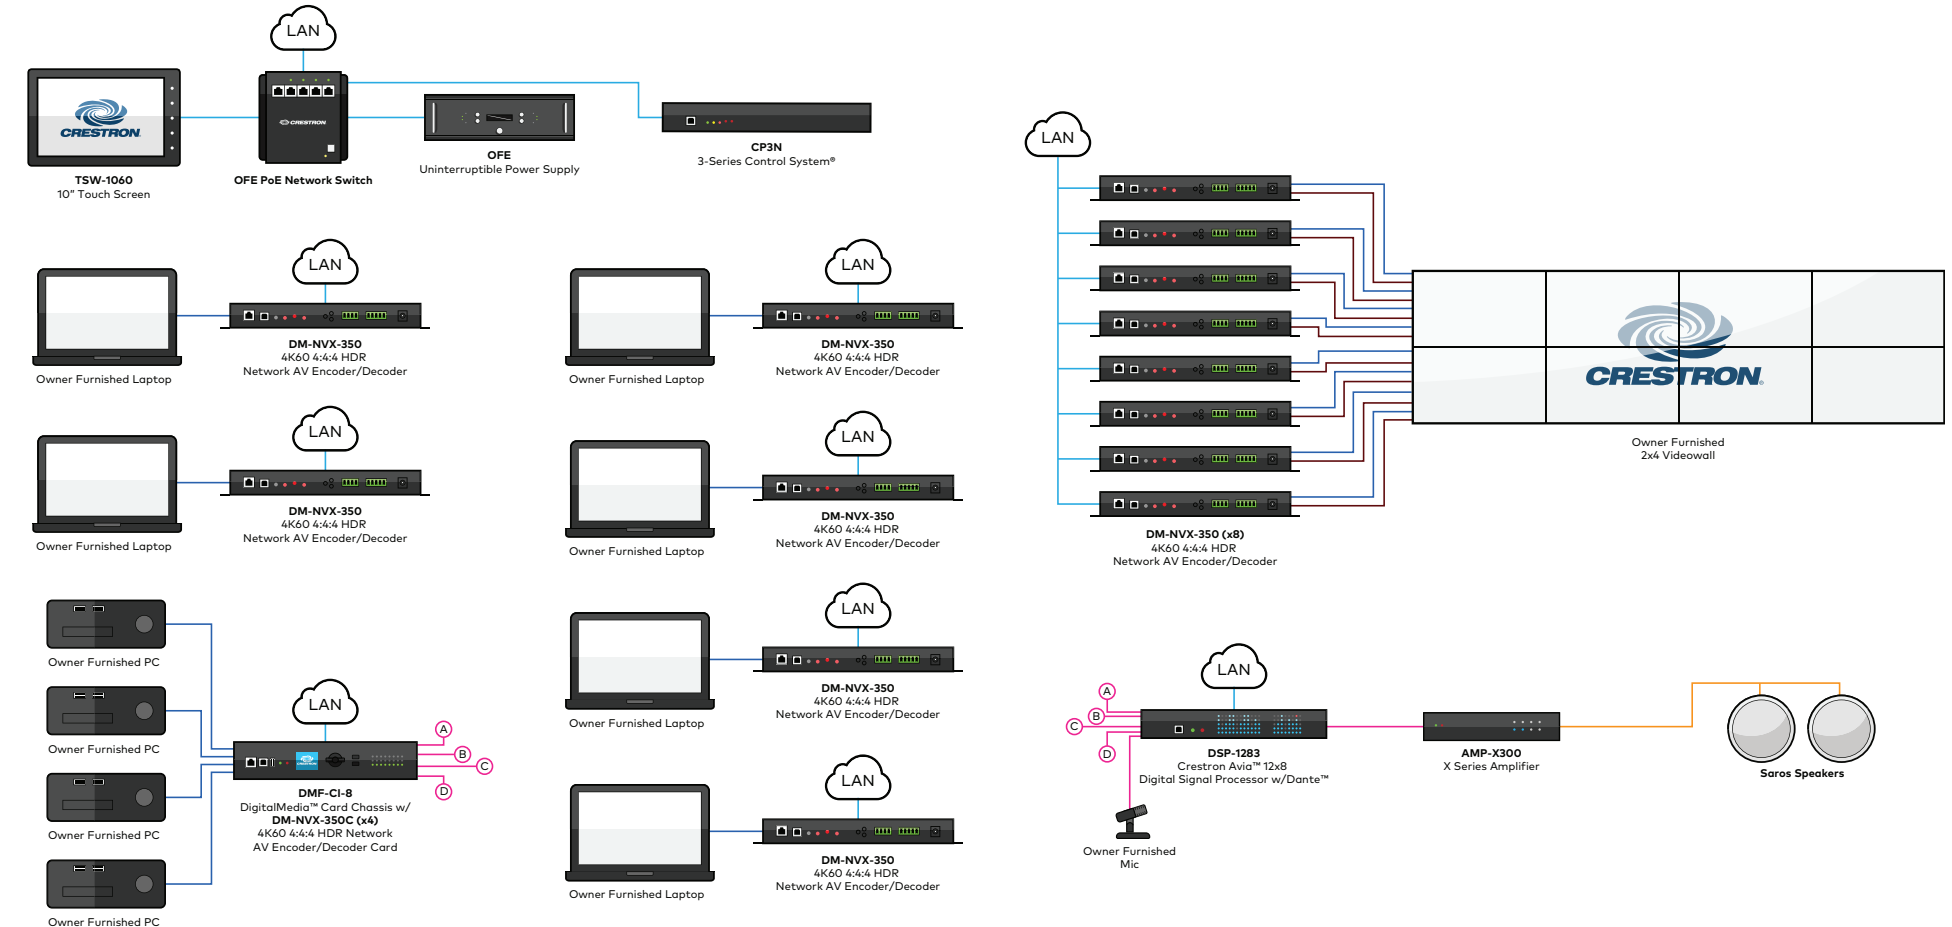 LAN
CRESTRON
CRESTRON
TSW-1060
10” Touch Screen
OFE PoE Network Switch
OFE
Uninterruptible Power Supply
CP3N
3-Series Control System®
LAN
Owner Furnished Laptop
DM-NVX-350
4K60 4:4:4 HDR
Network AV Encoder/Decoder
LAN
Owner Furnished Laptop
DM-NVX-350
4K60 4:4:4 HDR
Network AV Encoder/Decoder
Owner Furnished PC
Owner Furnished PC
Owner Furnished PC
Owner Furnished PC
LAN
CRESTRON
A
B
C
D
DMF-CI-8
DigitalMedia™ Card Chassis w/
DM-NVX-350C (x4)
4K60 4:4:4 HDR Network
AV Encoder/Decoder Card
LAN
Owner Furnished Laptop
DM-NVX-350
4K60 4:4:4 HDR
Network AV Encoder/Decoder
LAN
Owner Furnished Laptop
DM-NVX-350
4K60 4:4:4 HDR
Network AV Encoder/Decoder
LAN
Owner Furnished Laptop
DM-NVX-350
4K60 4:4:4 HDR
Network AV Encoder/Decoder
LAN
Owner Furnished Laptop
DM-NVX-350
4K60 4:4:4 HDR
Network AV Encoder/Decoder
LAN
DM-NVX-350 (x8)
4K60 4:4:4 HDR
Network AV Encoder/Decoder
CRESTRON®
Owner Furnished
2x4 Videowall
LAN
A
B
C
D
DSP-1283
Crestron Avia™ 12x8
Digital Signal Processor w/Dante™
Owner Furnished
Mic
AMP-X300
X Series Amplifier
Saros Speakers